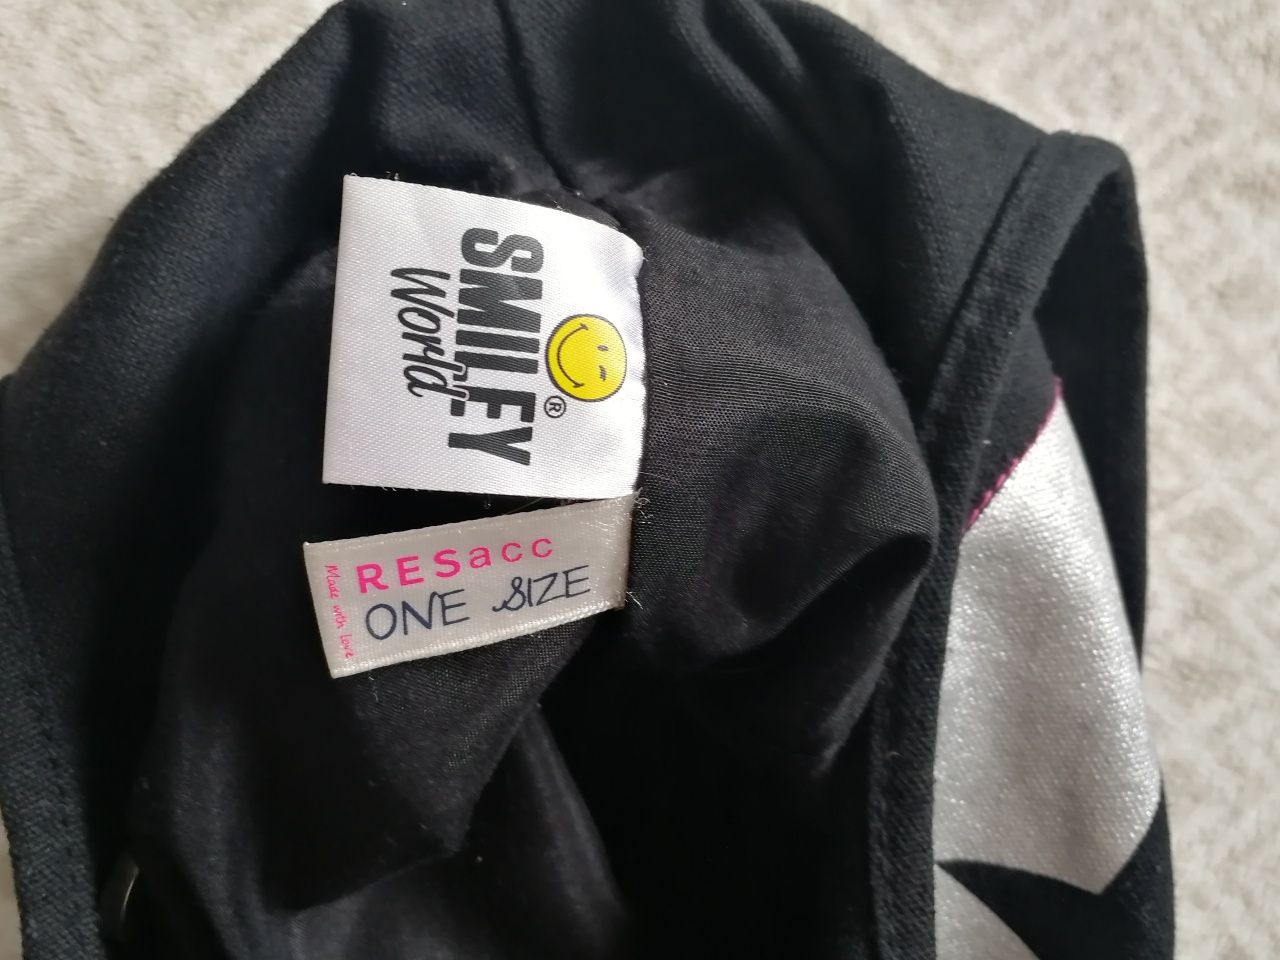 SMILEY
World
®
RESacc
ONE SIZE
Made with Love